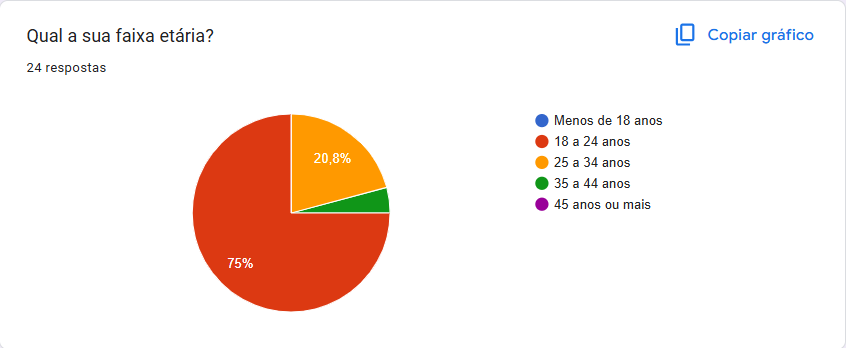 Qual a sua faixa etária?
Copiar gráfico
24 respostas
20,8%
75%
Menos de 18 anos
18 a 24 anos
25 a 34 anos
35 a 44 anos
45 anos ou mais